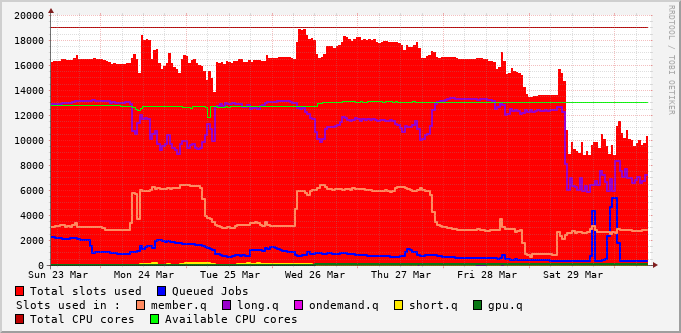 20000
18000
16000
14000
12000
10000
8000
6000
4000
2000
0
Sun 23 Mar Mon 24 Mar Tue 25 Mar Wed 26 Mar Thu 27 Mar Fri 28 Mar Sat 29 Mar
Total slots used Queued Jobs
Slots used in : member.q long.q ondemand.q short.q gpu.q
Total CPU cores Available CPU cores
RRDTOOL / TOBI OETIKER